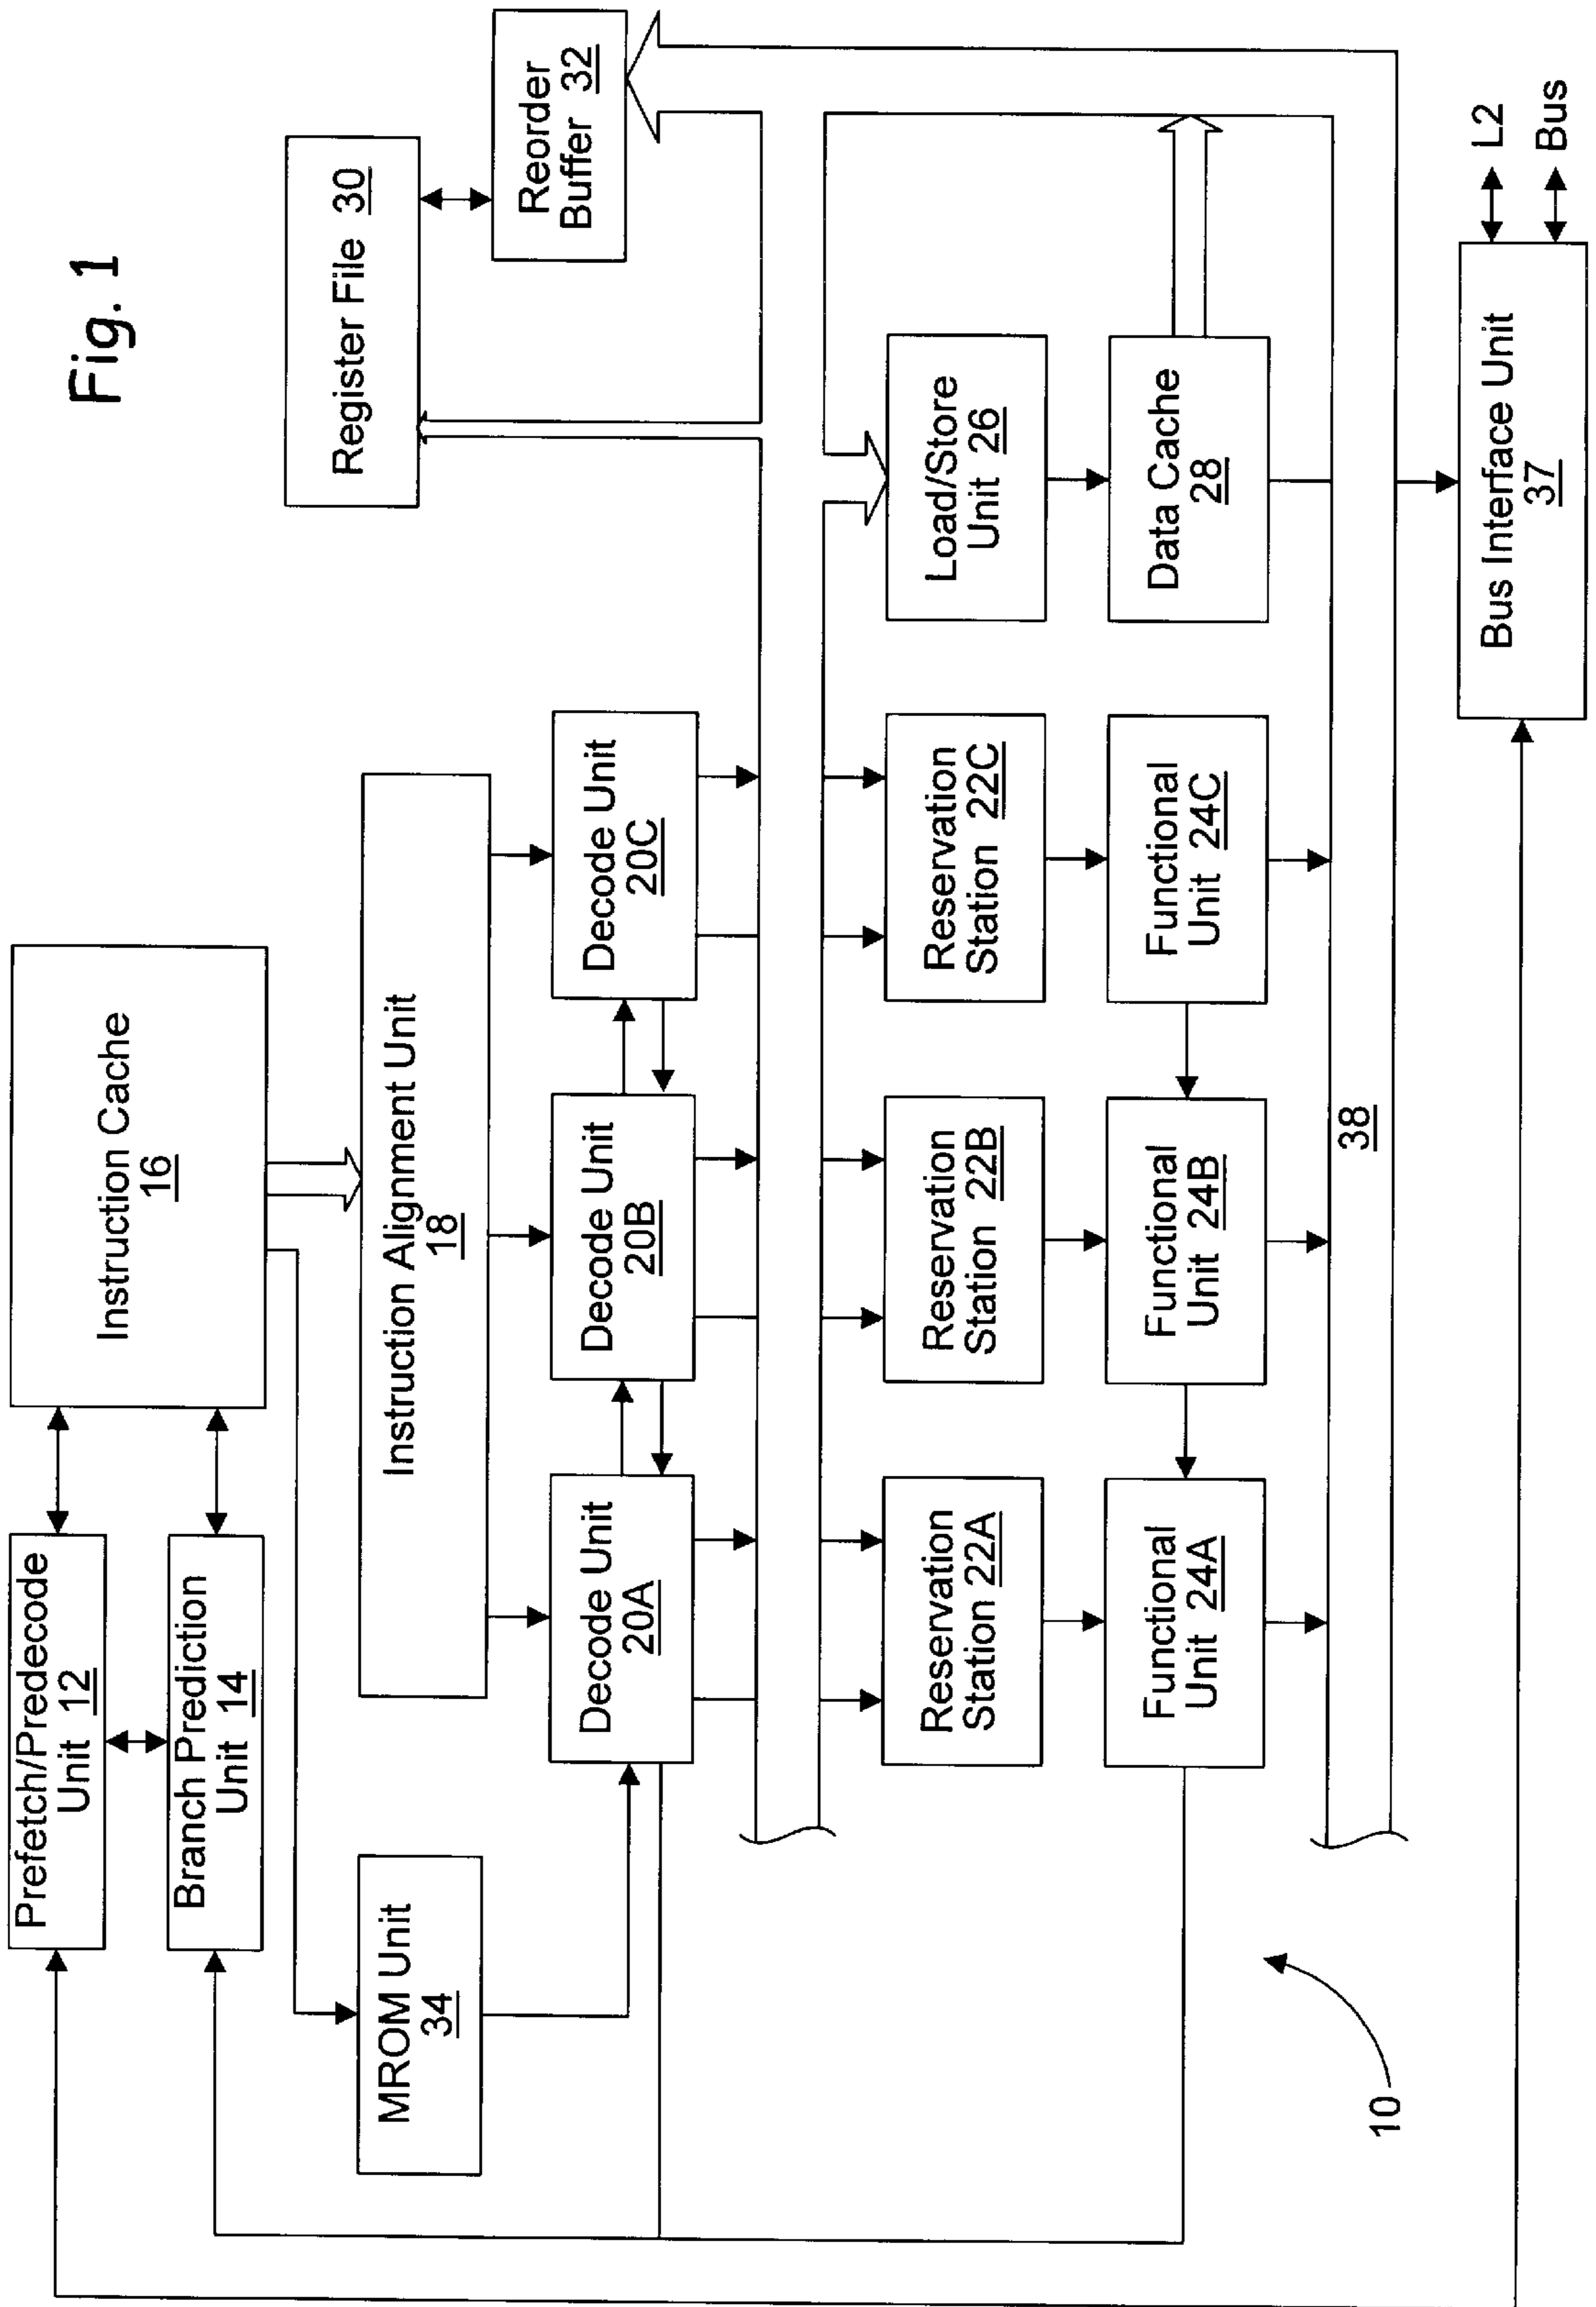 Fig. 1
Prefetch/Predecode
Unit 12
Branch Prediction
Unit 14
Instruction Cache
16
Register File 30
Reorder
Buffer 32
MROM Unit
34
Instruction Alignment Unit
18
Decode Unit
20A
Decode Unit
20B
Decode Unit
20C
Reservation
Station 22A
Reservation
Station 22B
Reservation
Station 22C
Load/Store
Unit 26
Functional
Unit 24A
Functional
Unit 24B
Functional
Unit 24C
Data Cache
28
38
10
Bus Interface Unit
37
L2
Bus